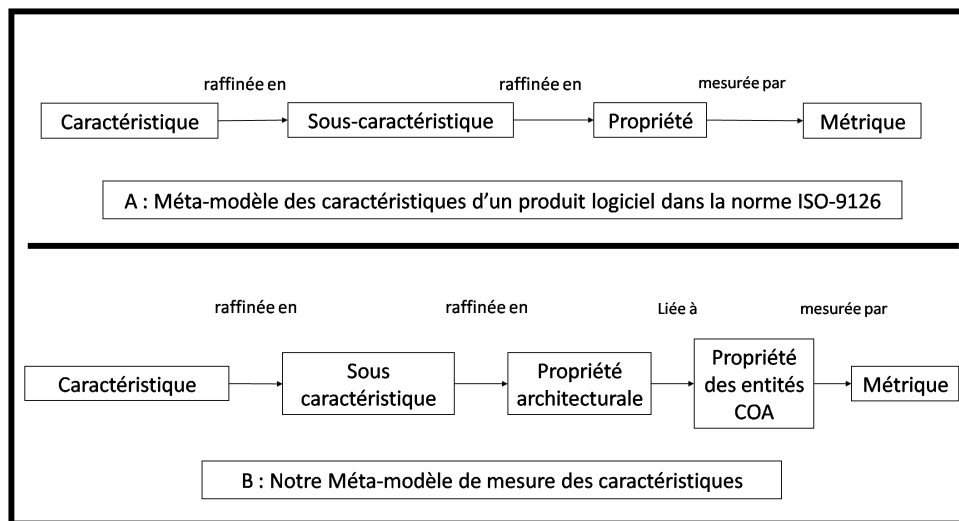 raffinée en
raffinée en
mesurée par
Caractéristique
Sous-caractéristique
Propriété
Métrique
A : Méta-modèle des caractéristiques d'un produit logiciel dans la norme ISO-9126
raffinée en
raffinée en
Liée à
mesurée par
Caractéristique
Sous
caractéristique
Propriété
architecturale
Propriété
des entités
COA
Métrique
B : Notre Méta-modèle de mesure des caractéristiques